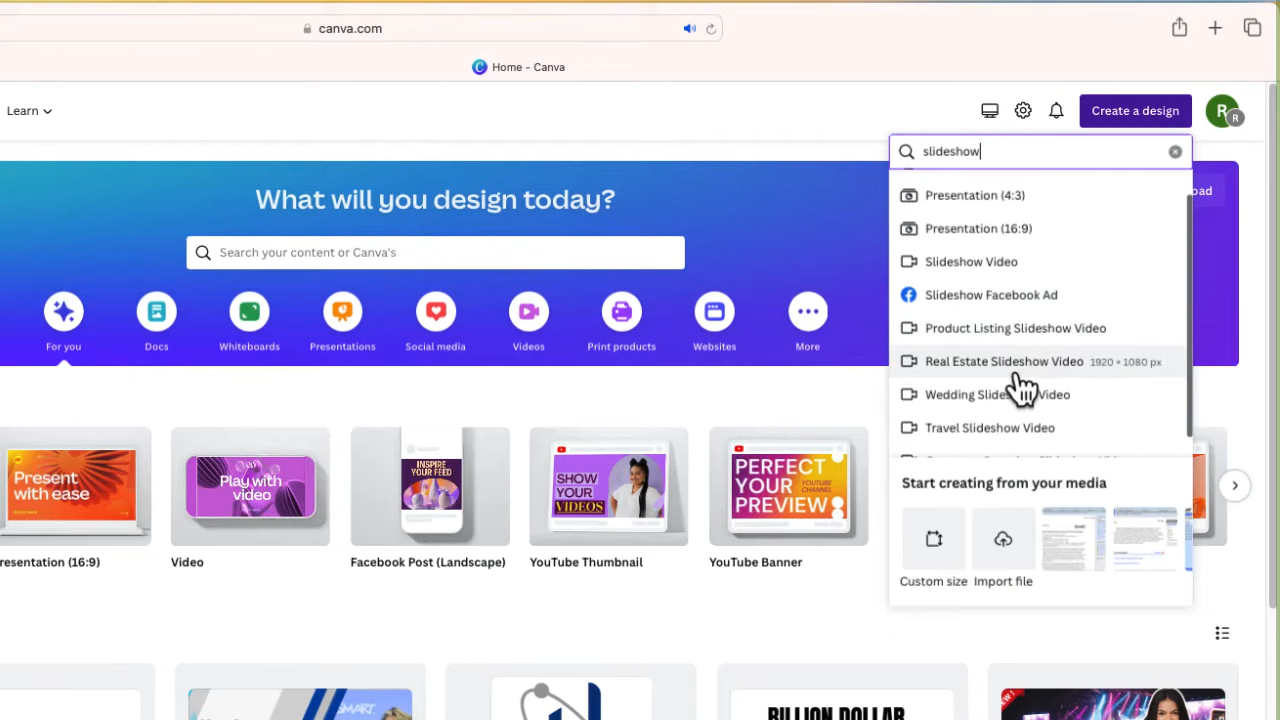 canva.com
Home - Canva
Learn
Create a design
R
R
slideshow
Presentation (4:3)
Presentation (16:9)
Slideshow Video
Slideshow Facebook Ad
Product Listing Slideshow Video
Real Estate Slideshow Video 1920 × 1080 px
Wedding Slides Video
Travel Slideshow Video
Start creating from your media
Custom size
Import file
What will you design today?
Search your content or Canva's
For you
Docs
Whiteboards
Presentations
Social media
Videos
Print products
Websites
More
Present
with ease
Play with
video
INSPIRE
YOUR FEED
SHOW
YOUR
VIDEOS
PERFECT
YOUR
PREVIEW
YOUTUBE
CHANNEL
resentation (16:9)
Video
Facebook Post (Landscape)
YouTube Thumbnail
YouTube Banner
SMART
BILLION DOLLAR